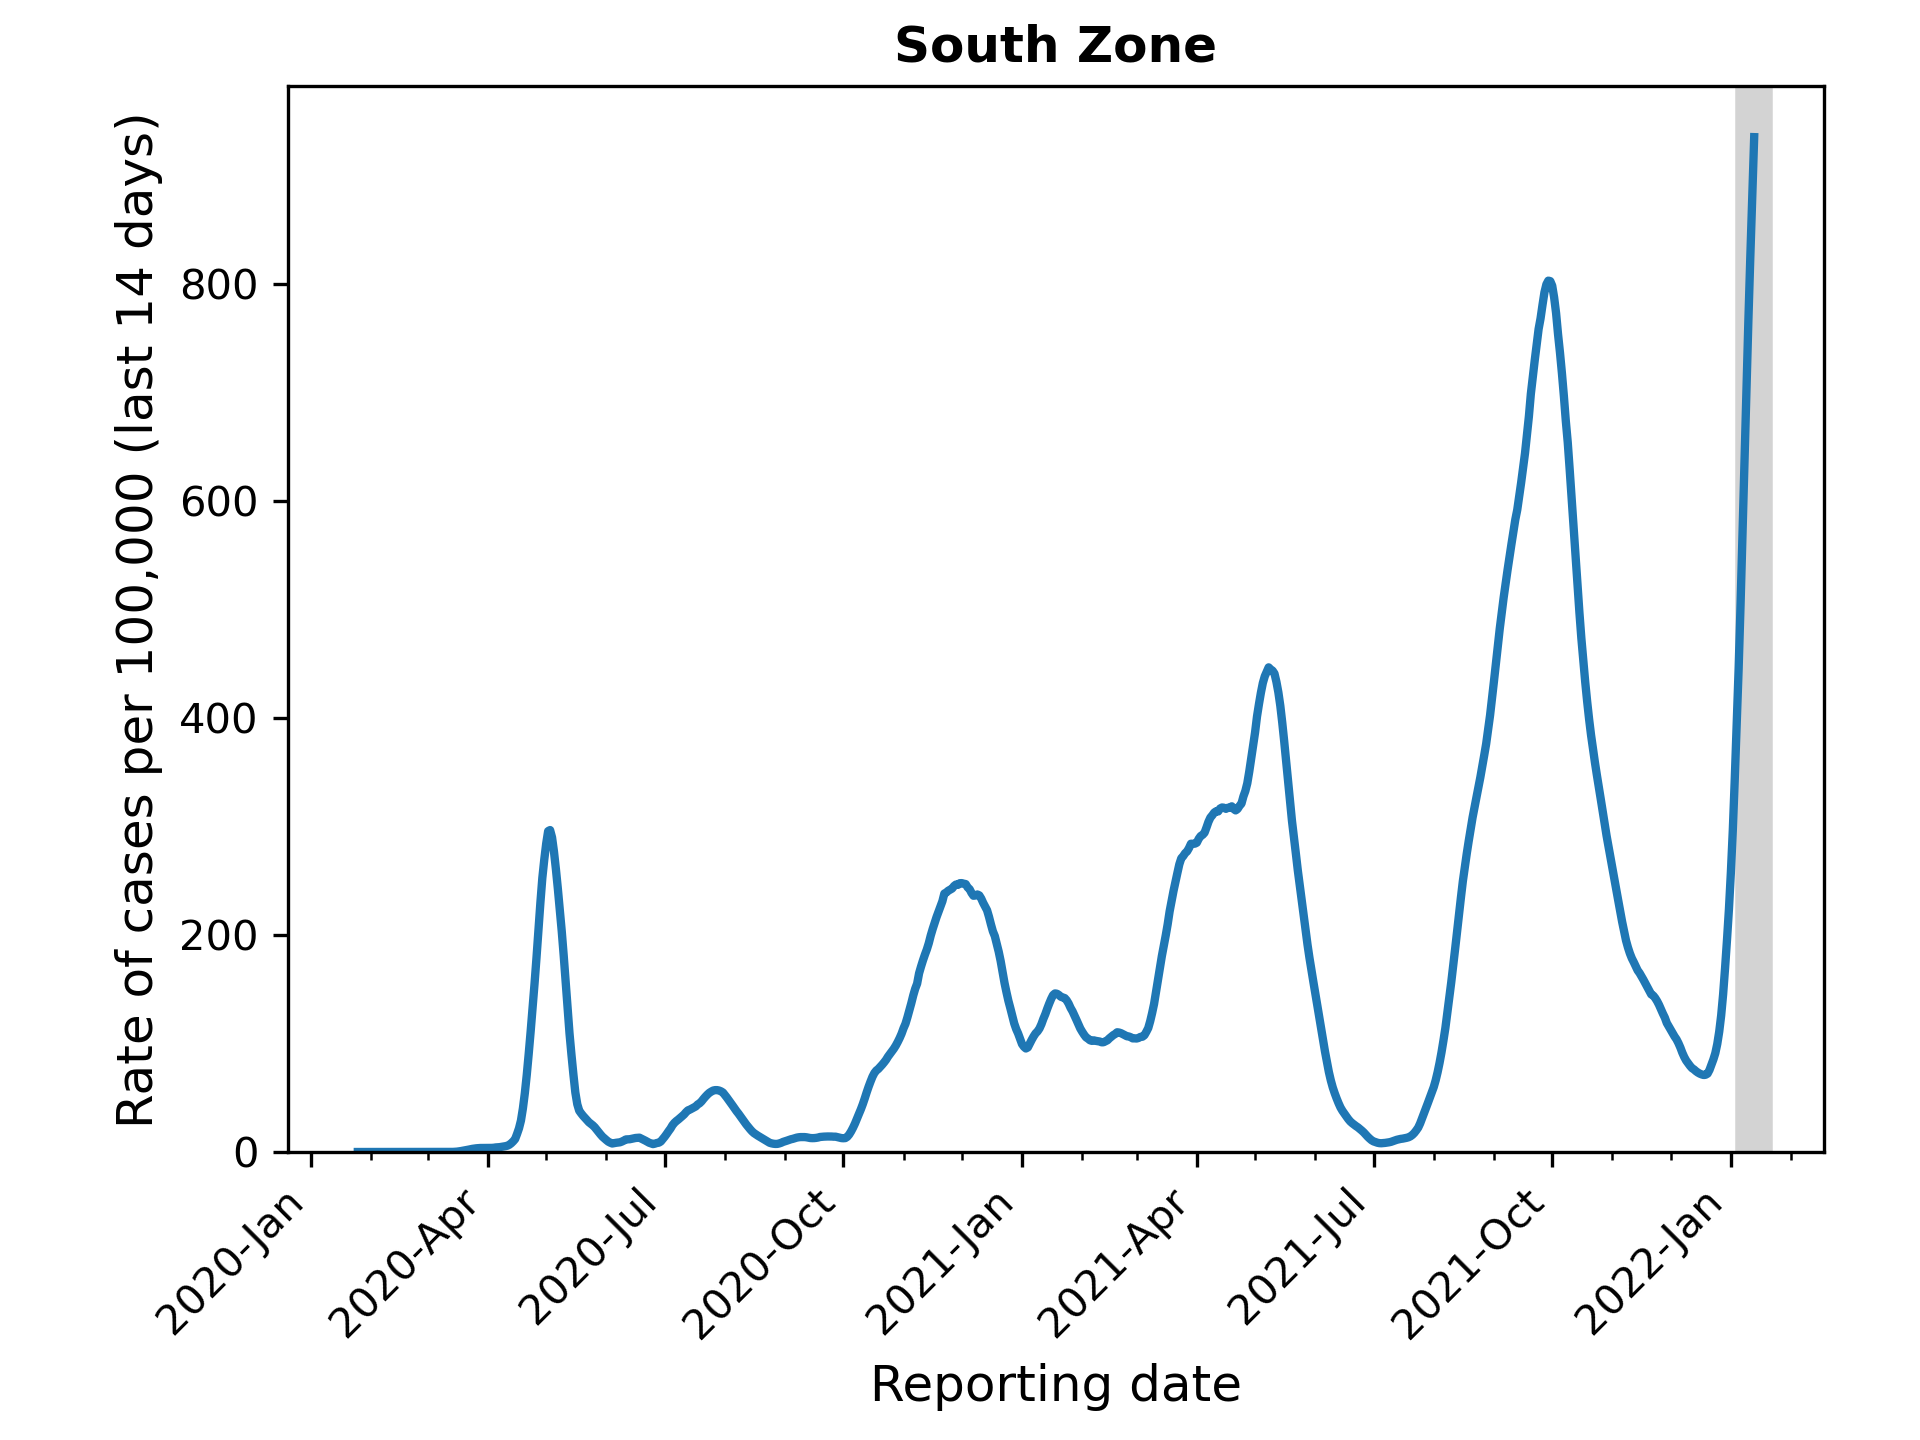 South Zone
Rate of cases per 100,000 (last 14 days)
800
600
400
200
0
2020-Jan
2020-Apr
2020-Jul
2020-Oct
2021-Jan
2021-Apr
2021-Jul
2021-Oct
2022-Jan
Reporting date